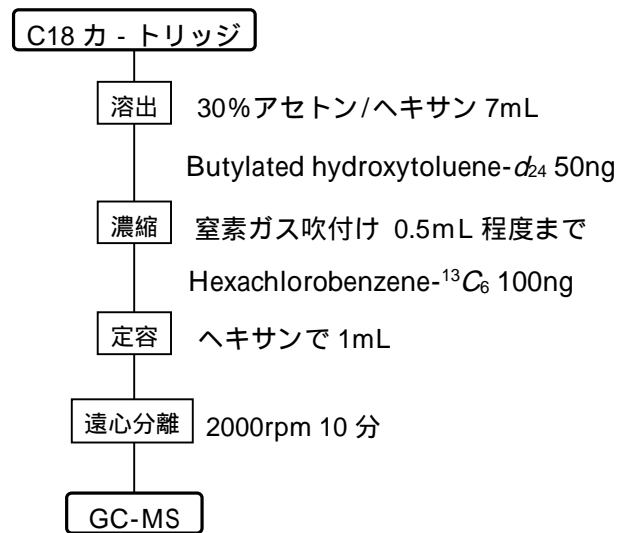 C18 カ - トリッジ
溶出 30%アセトン/ヘキサン 7mL
Butylated hydroxytoluene-d24 50ng
濃縮 窒素ガス吹付け 0.5mL 程度まで
Hexachlorobenzene-13C6 100ng
定容 ヘキサンで 1mL
遠心分離 2000rpm 10 分
GC-MS